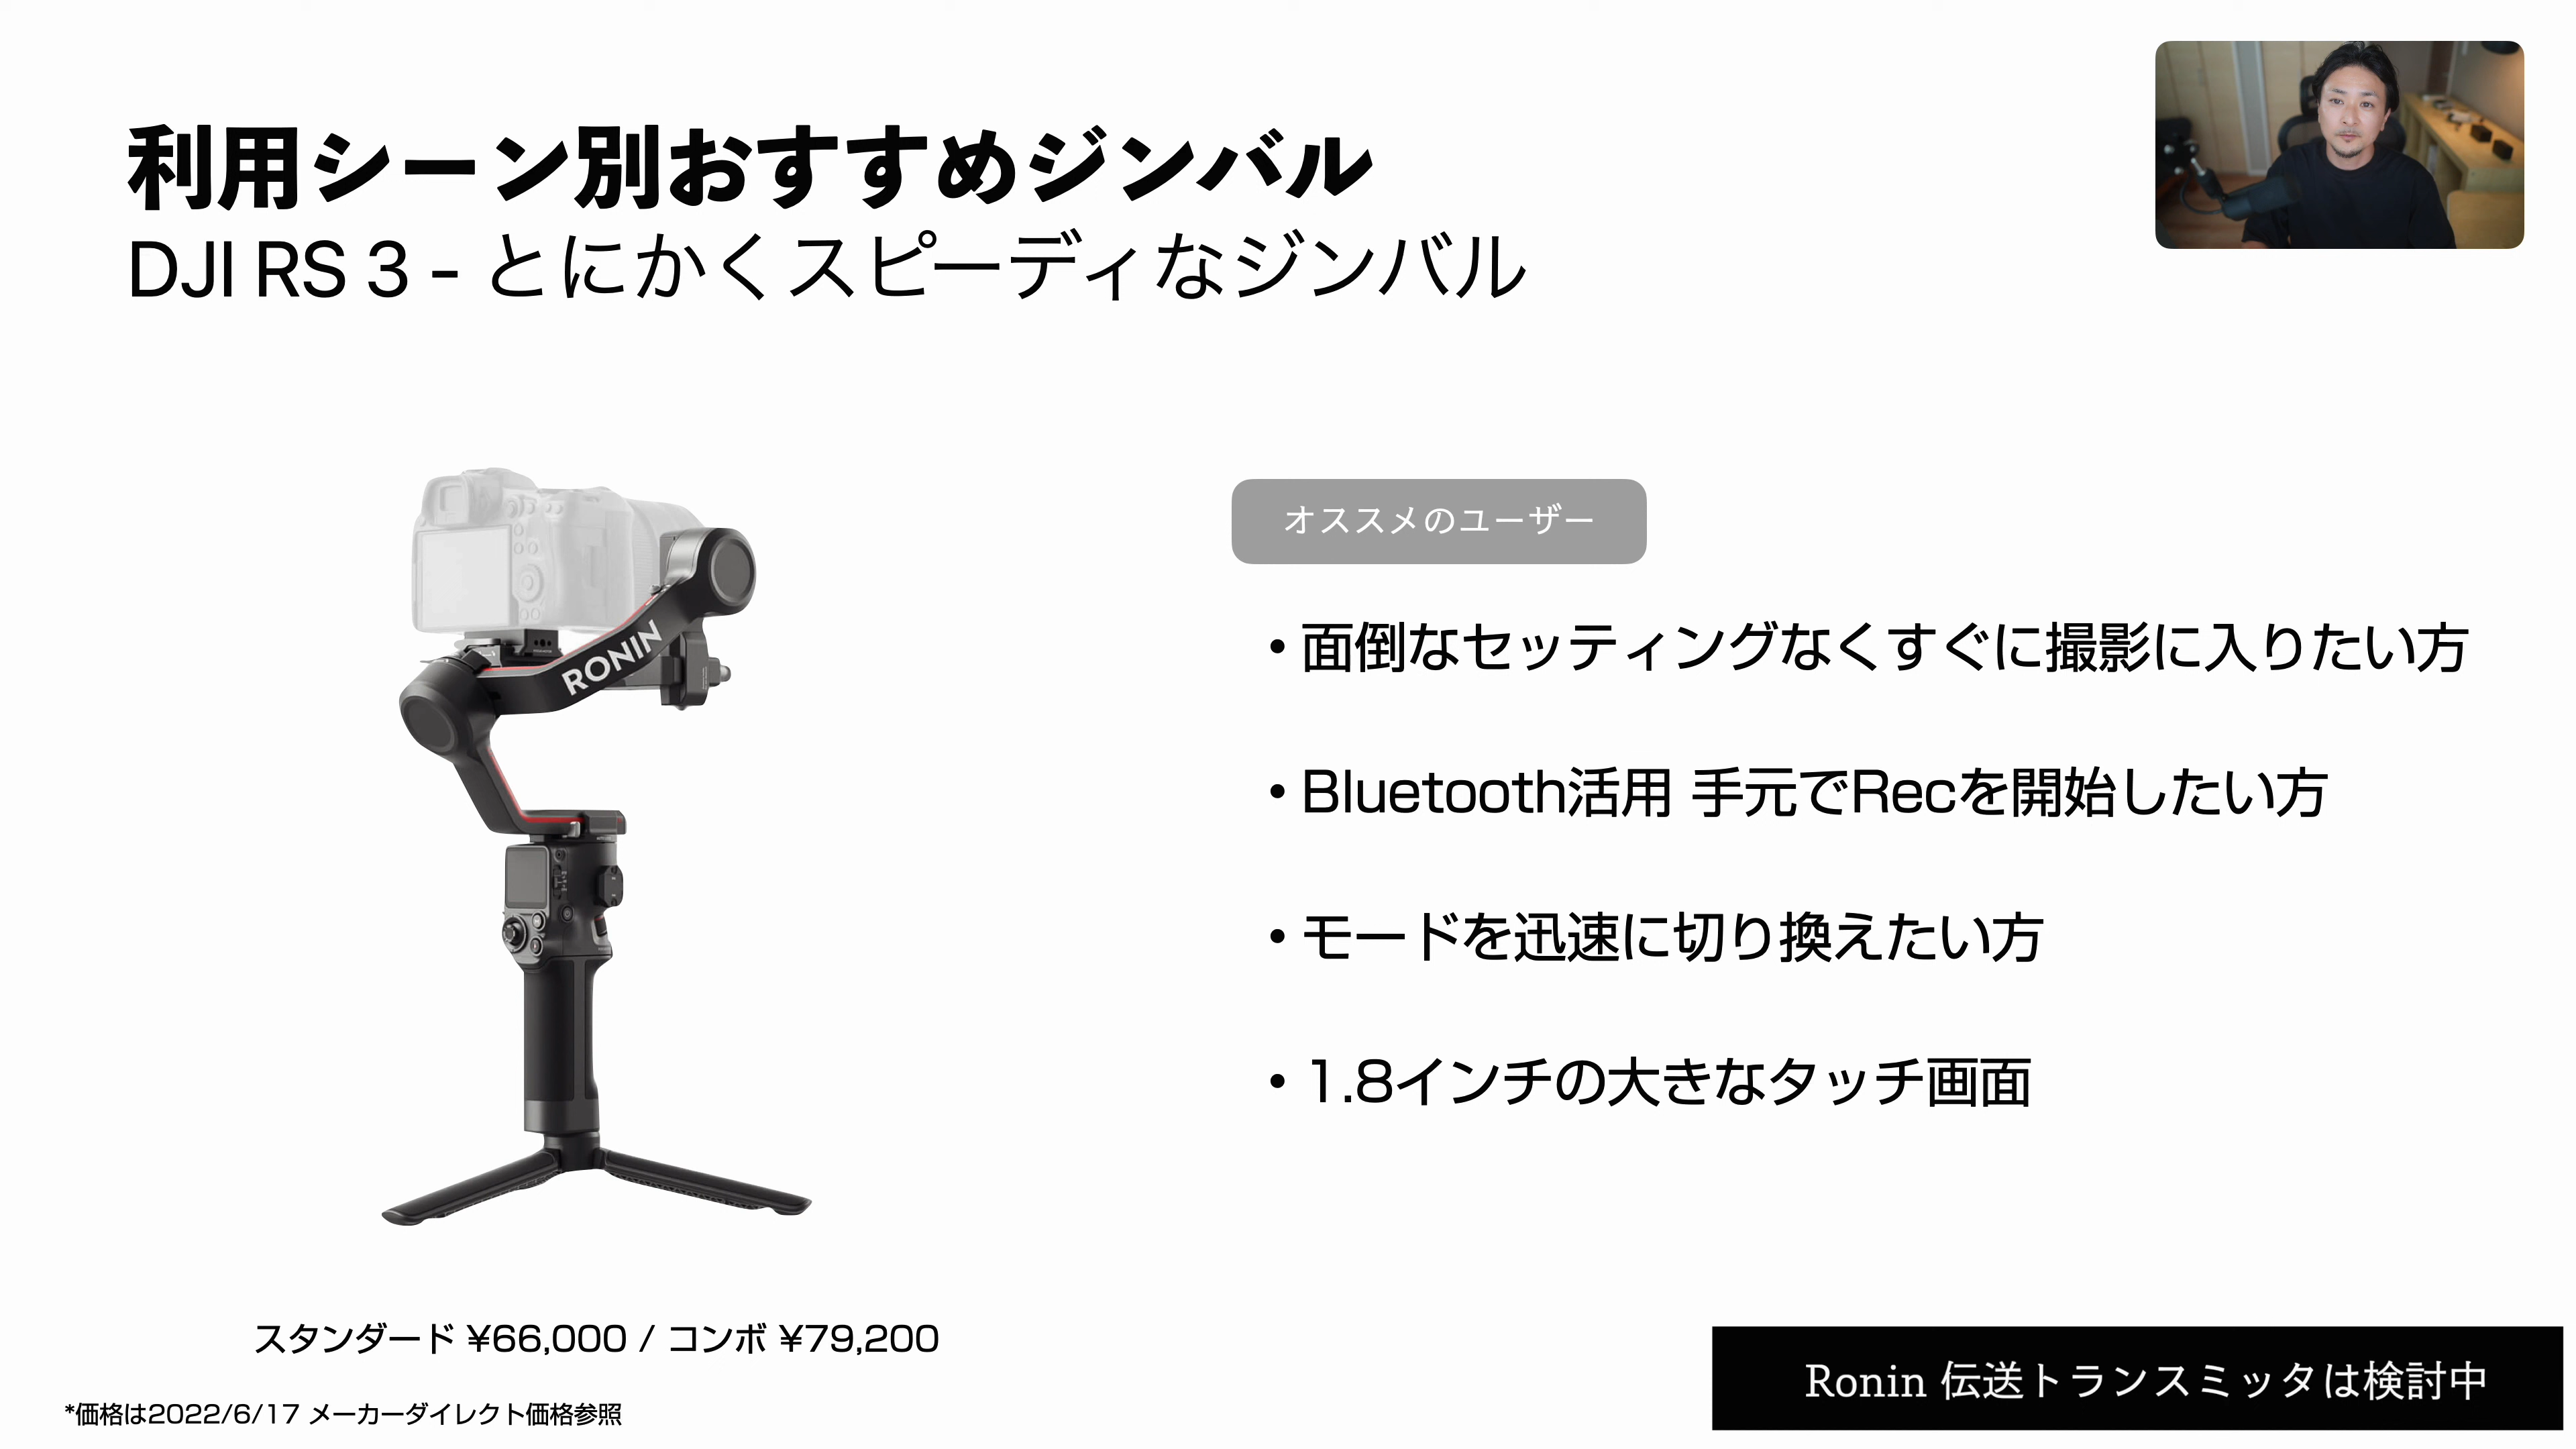 利用シーン別おすすめジンバル
DJI RS 3 - とにかくスピーディなジンバル
RONIN
オススメのユーザー
• 面倒なセッティングなくすぐに撮影に入りたい方
• Bluetooth活用 手元でRecを開始したい方
• モードを迅速に切り換えたい方
• 1.8インチの大きなタッチ画面
スタンダード ¥66,000 / コンボ ¥79,200
*価格は2022/6/17 メーカーダイレクト価格参照
Ronin 伝送トランスミッタは検討中